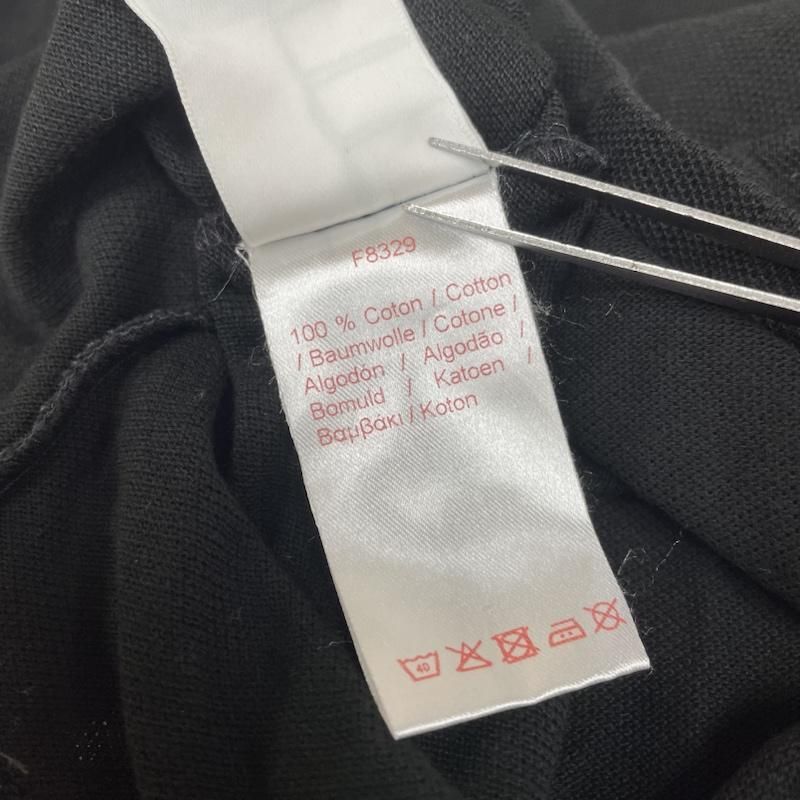 F8329
100 % Coton / Cotton
/ Baumwolle / Cotone /
Algodón / Algodão /
Bomuld / Katoen /
Βαμβάκι / Koton
40